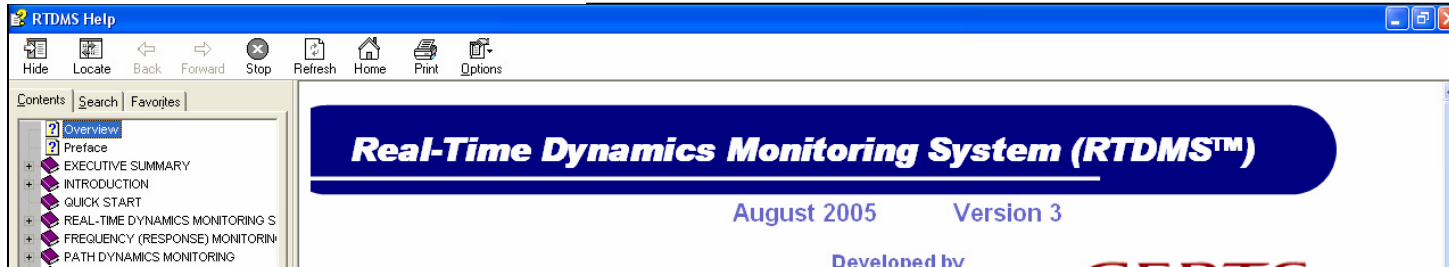 RTDMS Help
Hide Locate Back Forward Stop Refresh Home Print Options
Contents Search Favorites
Overview
Preface
EXECUTIVE SUMMARY
INTRODUCTION
QUICK START
REAL-TIME DYNAMICS MONITORING S
FREQUENCY (RESPONSE) MONITORIN
PATH DYNAMICS MONITORING
Real-Time Dynamics Monitoring System (RTDMS™)
August 2005 Version 3
Developed by
CERTS